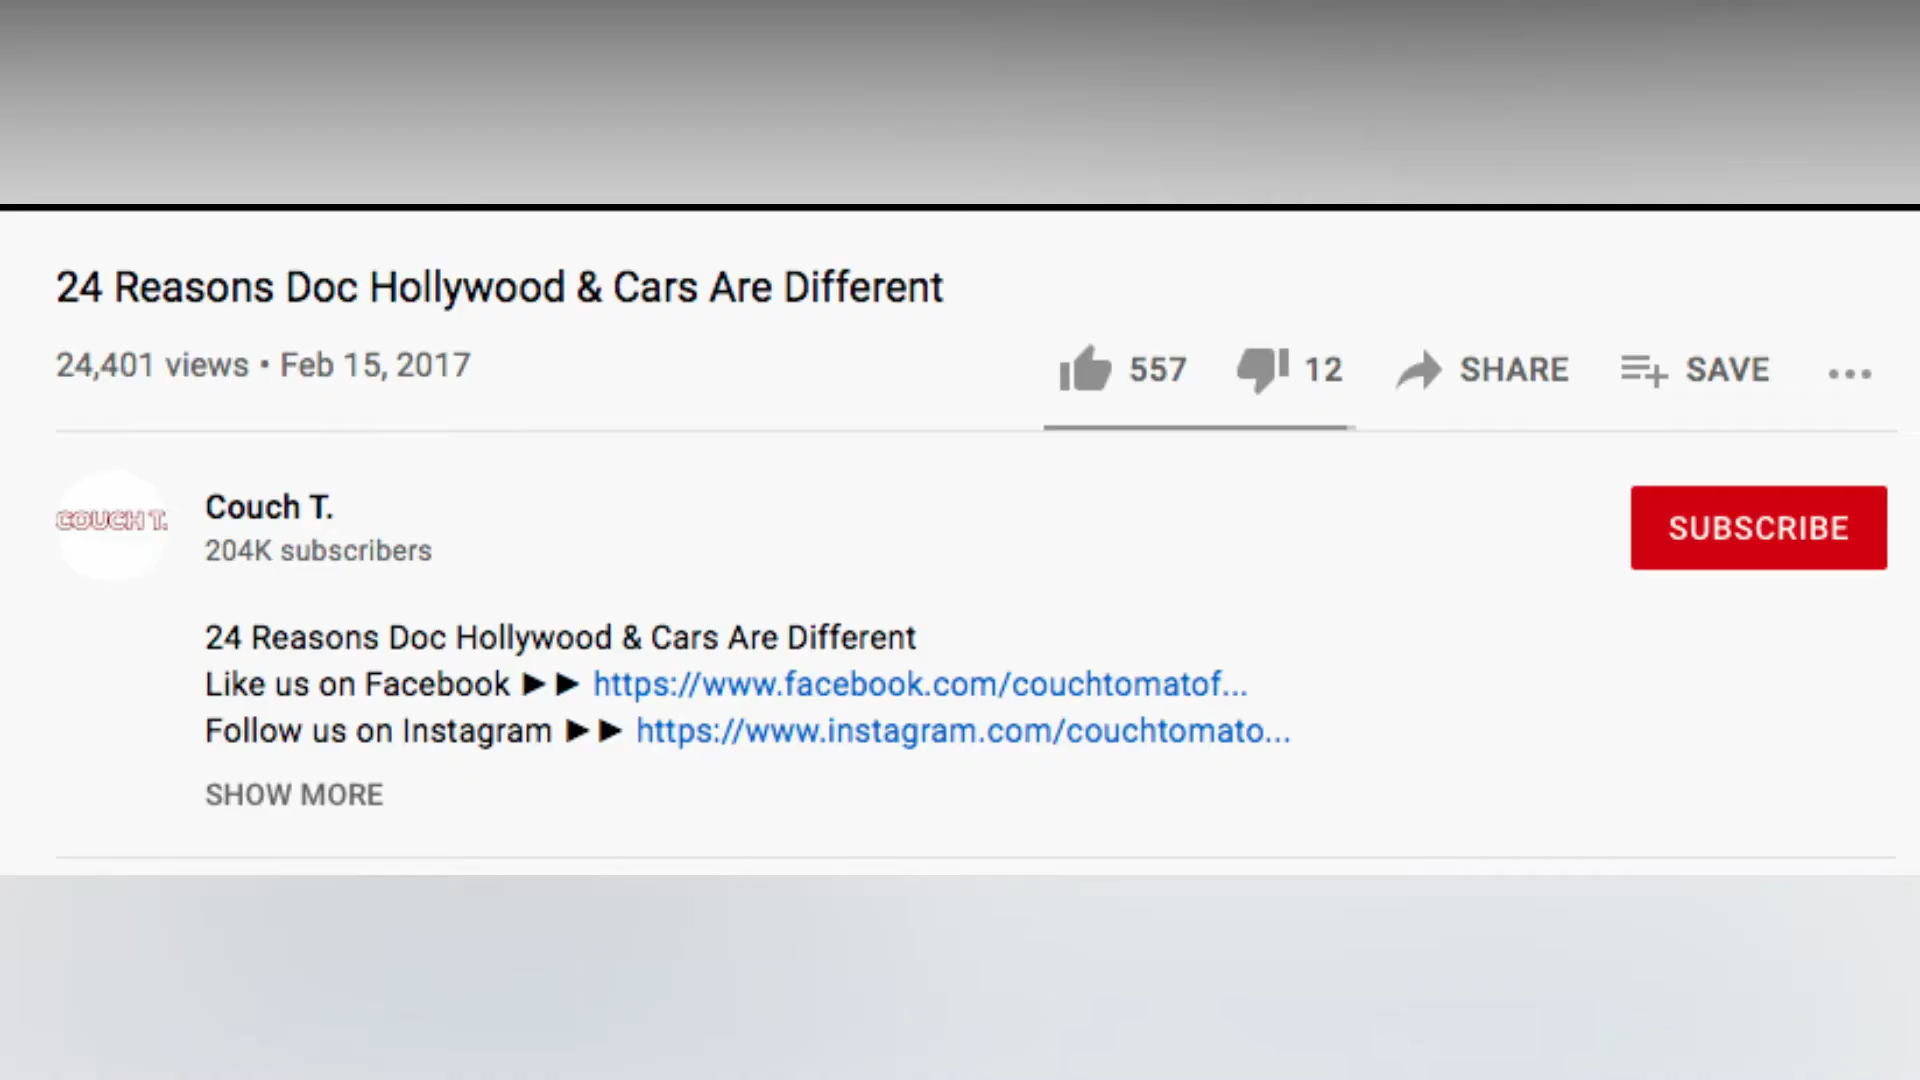 24 Reasons Doc Hollywood & Cars Are Different
24,401 views • Feb 15, 2017
557 12 SHARE SAVE ...
COUCH T.
Couch T.
204K subscribers
SUBSCRIBE
24 Reasons Doc Hollywood & Cars Are Different
Like us on Facebook ►► https://www.facebook.com/couchtomatof...
Follow us on Instagram ►► https://www.instagram.com/couchtomato...
SHOW MORE